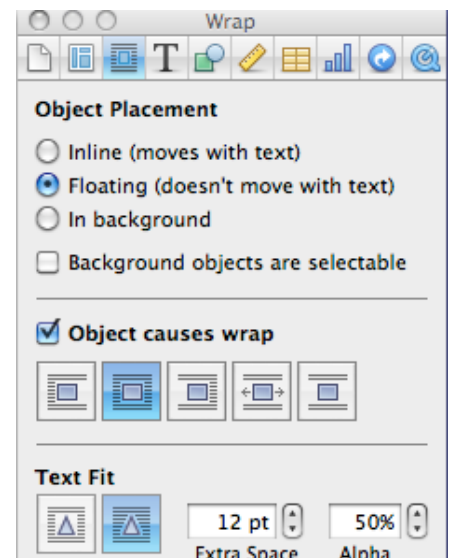 Wrap
T
Object Placement
Inline (moves with text)
Floating (doesn't move with text)
In background
Background objects are selectable
Object causes wrap
Text Fit
12 pt 50%
Extra Space Alpha